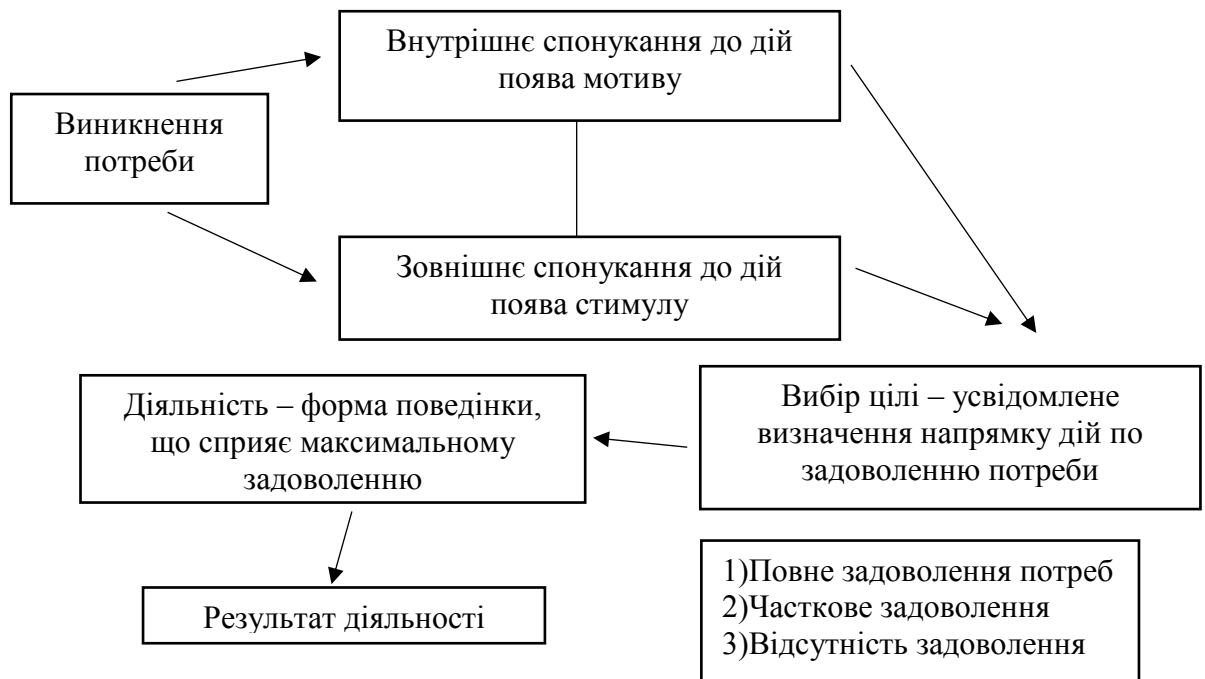 Внутрішнє спонукання до дій
поява мотиву
Виникнення
потреби
Зовнішнє спонукання до дій
поява стимулу
Діяльність – форма поведінки,
що сприяє максимальному
задоволенню
Вибір цілі – усвідомлене
визначення напрямку дій по
задоволенню потреби
Результат діяльності
1)Повне задоволення потреб
2)Часткове задоволення
3)Відсутність задоволення